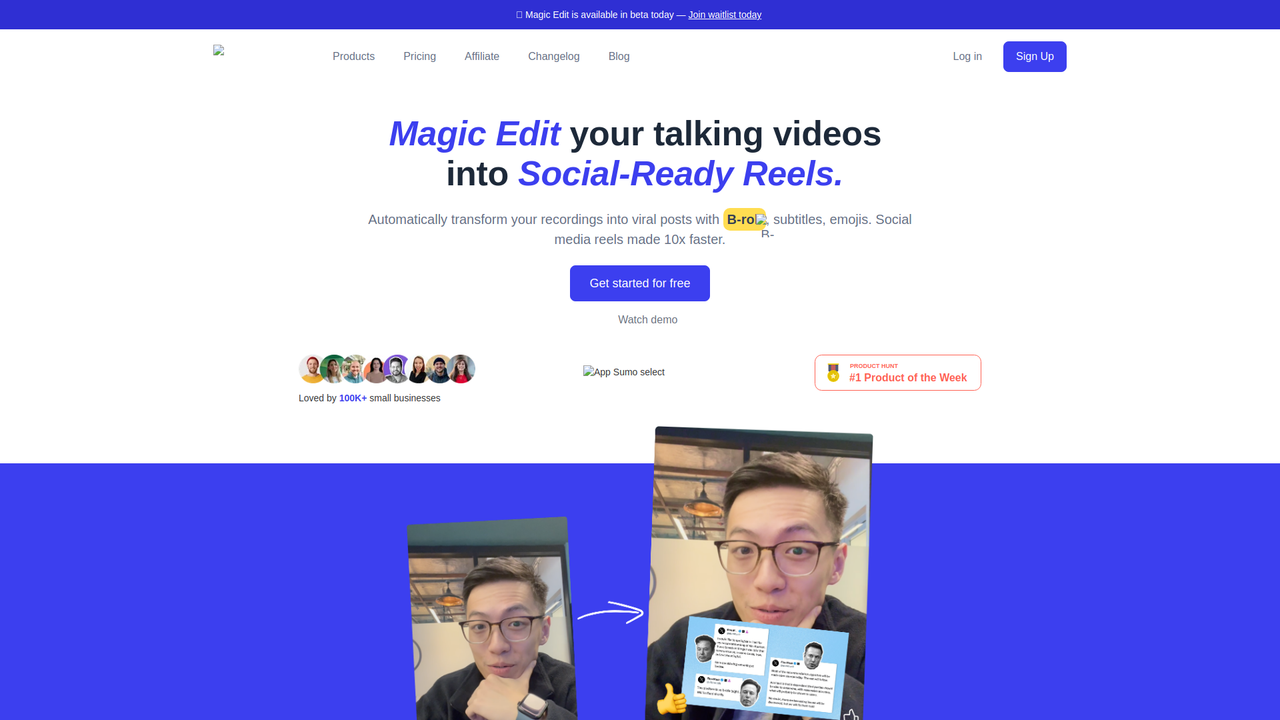 Magic Edit is available in beta today — Join waitlist today
Products Pricing Affiliate Changelog Blog Log in Sign Up
Magic Edit your talking videos
into Social-Ready Reels.
Automatically transform your recordings into viral posts with B-roll, subtitles, emojis. Social
B-
media reels made 10x faster.
Get started for free
Watch demo
App Sumo select
PRODUCT HUNT
#1 Product of the Week
Loved by 100K+ small businesses